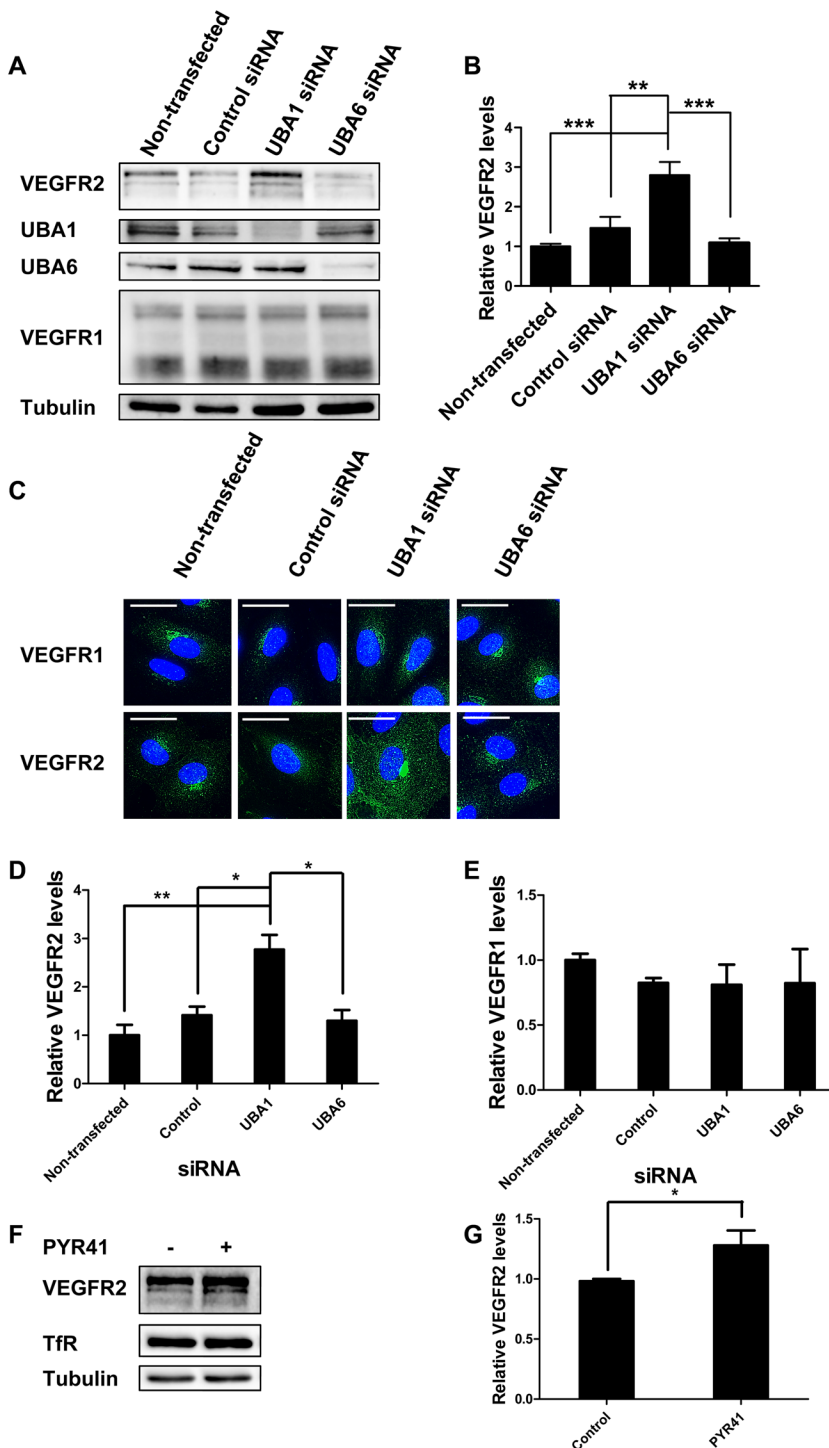 A
Non-transfected
Control siRNA
UBA1 siRNA
UBA6 siRNA
VEGFR2
UBA1
UBA6
VEGFR1
Tubulin
B
Relative VEGFR2 levels
4
3
2
1
0
***
**
***
Non-transfected
Control siRNA
UBA1 siRNA
UBA6 siRNA
C
Non-transfected
Control siRNA
UBA1 siRNA
UBA6 siRNA
VEGFR1
VEGFR2
D
Relative VEGFR2 levels
4
3
2
1
0
**
*
*
Non-transfected
Control
UBA1
UBA6
siRNA
E
Relative VEGFR1 levels
1.5
1.0
0.5
0.0
Non-transfected
Control
UBA1
UBA6
siRNA
F
PYR41 - +
VEGFR2
TfR
Tubulin
G
Relative VEGFR2 levels
1.5
1.0
0.5
0.0
*
Control
PYR41